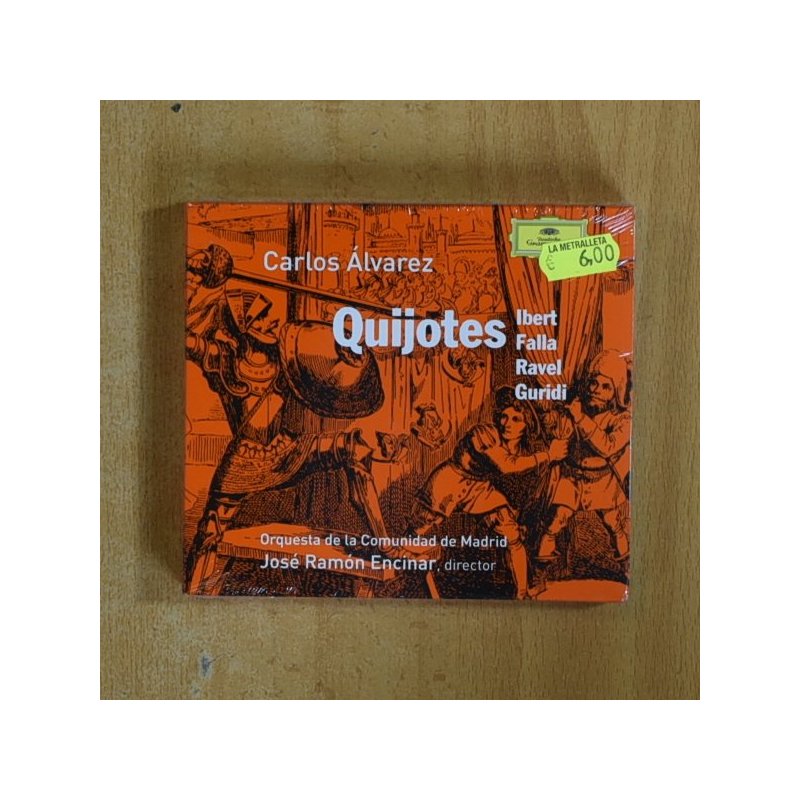 Carlos Álvarez
Deutsche
LA METRALLETA
€ 6,00
Quijotes
Ibert
Falla
Ravel
Guridi
Orquesta de la Comunidad de Madrid
José Ramón Encinar, director